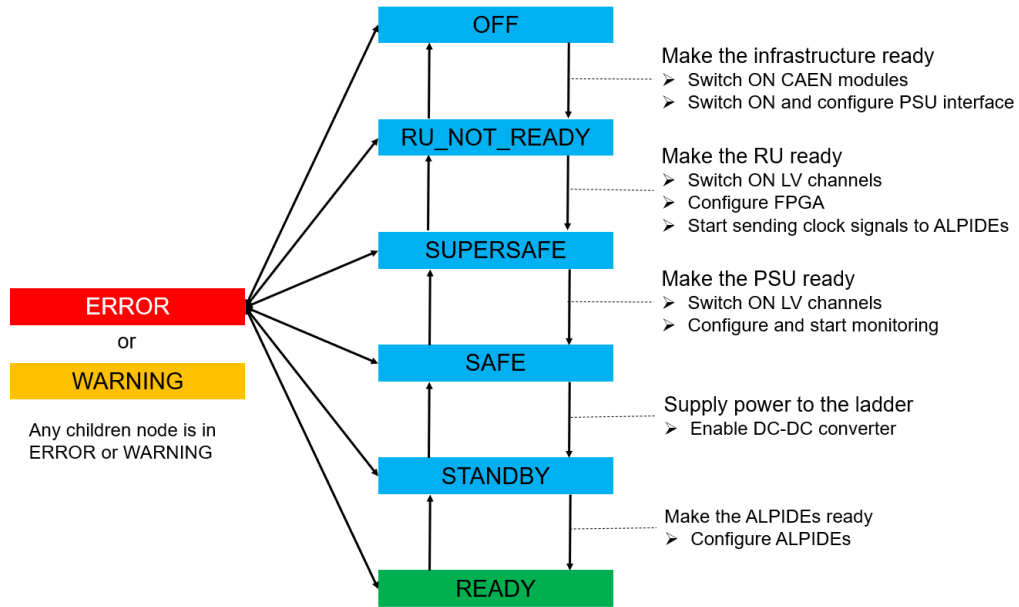 OFF
Make the infrastructure ready
➢ Switch ON CAEN modules
➢ Switch ON and configure PSU interface
RU_NOT_READY
Make the RU ready
➢ Switch ON LV channels
➢ Configure FPGA
➢ Start sending clock signals to ALPIDEs
SUPERSAFE
Make the PSU ready
➢ Switch ON LV channels
➢ Configure and start monitoring
ERROR
or
WARNING
Any children node is in
ERROR or WARNING
SAFE
Supply power to the ladder
➢ Enable DC-DC converter
STANDBY
Make the ALPIDEs ready
➢ Configure ALPIDEs
READY